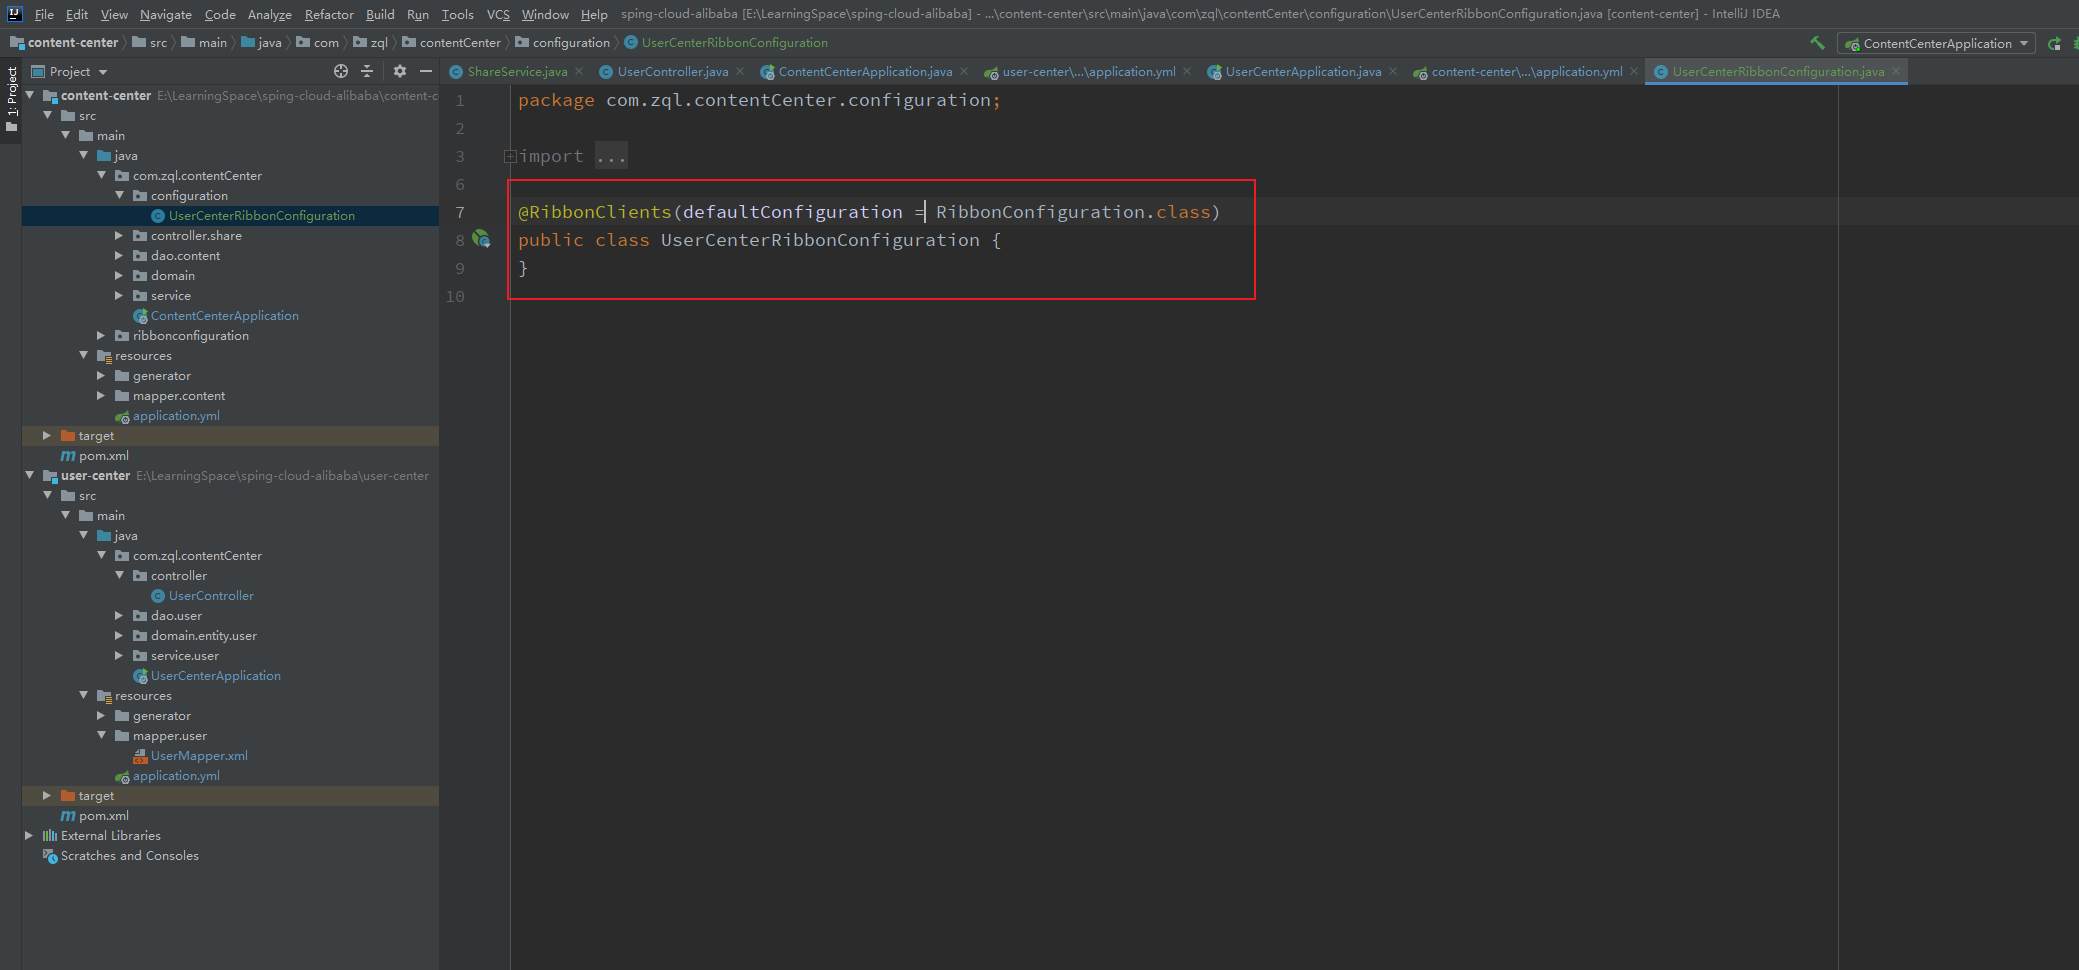 File Edit View Navigate Code Analyze Refactor Build Run Tools VCS Window Help sping-cloud-alibaba [E:\LearningSpace\sping-cloud-alibaba] - ...\content-center\src\main\java\com\zql\contentCenter\configuration\UserCenterRibbonConfiguration.java [content-center] - IntelliJ IDEA
content-center src main java com zql contentCenter configuration UserCenterRibbonConfiguration
ContentCenterApplication
1: Project
Project
ShareService.java UserController.java ContentCenterApplication.java user-center\...\application.yml UserCenterApplication.java content-center\...\application.yml UserCenterRibbonConfiguration.java
content-center E:\LearningSpace\sping-cloud-alibaba\content-c
src
main
java
com.zql.contentCenter
configuration
UserCenterRibbonConfiguration
controller.share
dao.content
domain
service
ContentCenterApplication
ribbonconfiguration
resources
generator
mapper.content
application.yml
target
pom.xml
user-center E:\LearningSpace\sping-cloud-alibaba\user-center
src
main
java
com.zql.contentCenter
controller
UserController
dao.user
domain.entity.user
service.user
UserCenterApplication
resources
generator
mapper.user
UserMapper.xml
application.yml
target
pom.xml
External Libraries
Scratches and Consoles
1 package com.zql.contentCenter.configuration;
2
3 import ...
6
7 @RibbonClients(defaultConfiguration = RibbonConfiguration.class)
8 public class UserCenterRibbonConfiguration {
9 }
10